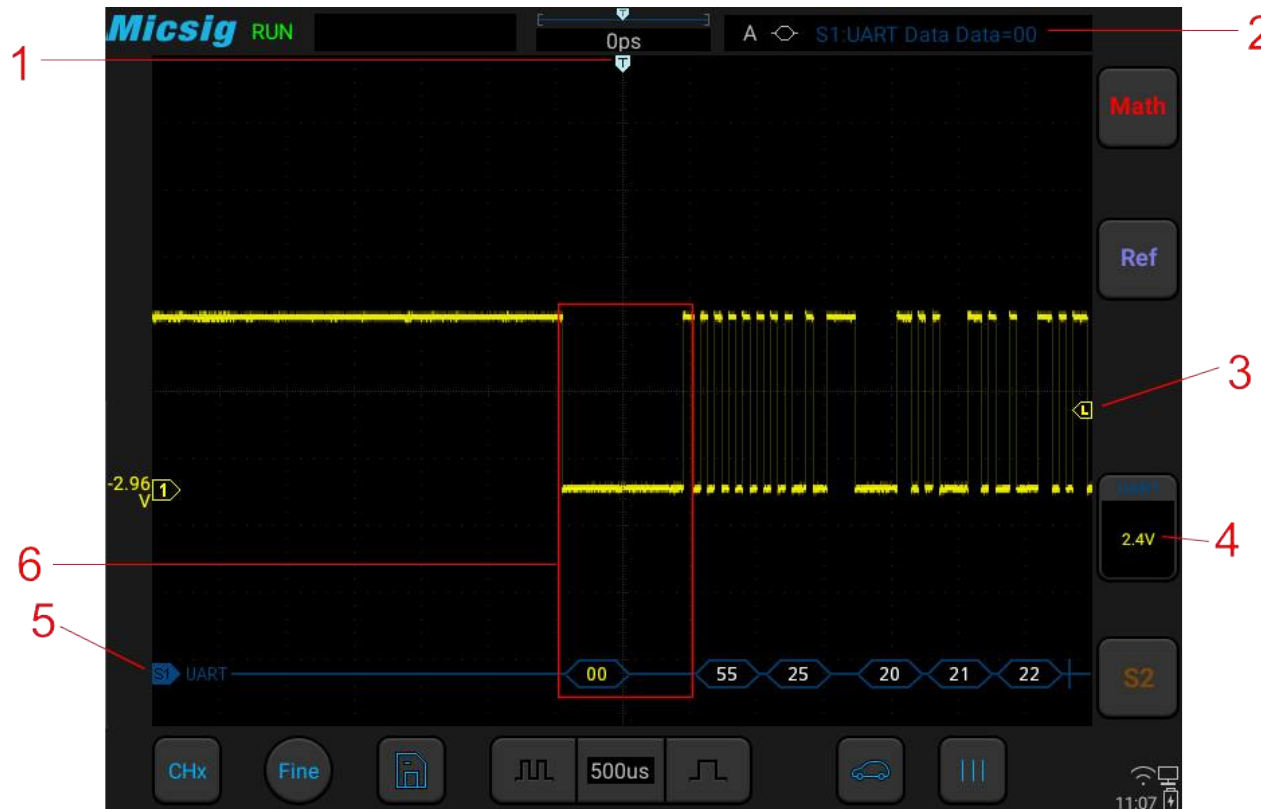 Micsig RUN
0ps
A S1:UART Data Data=00
2
1
T
T
Math
Ref
3
L
-2.96
V
1
UART
2.4V
4
6
5
S1 UART
00 55 25 20 21 22
S2
CHx
Fine
500us
11:07